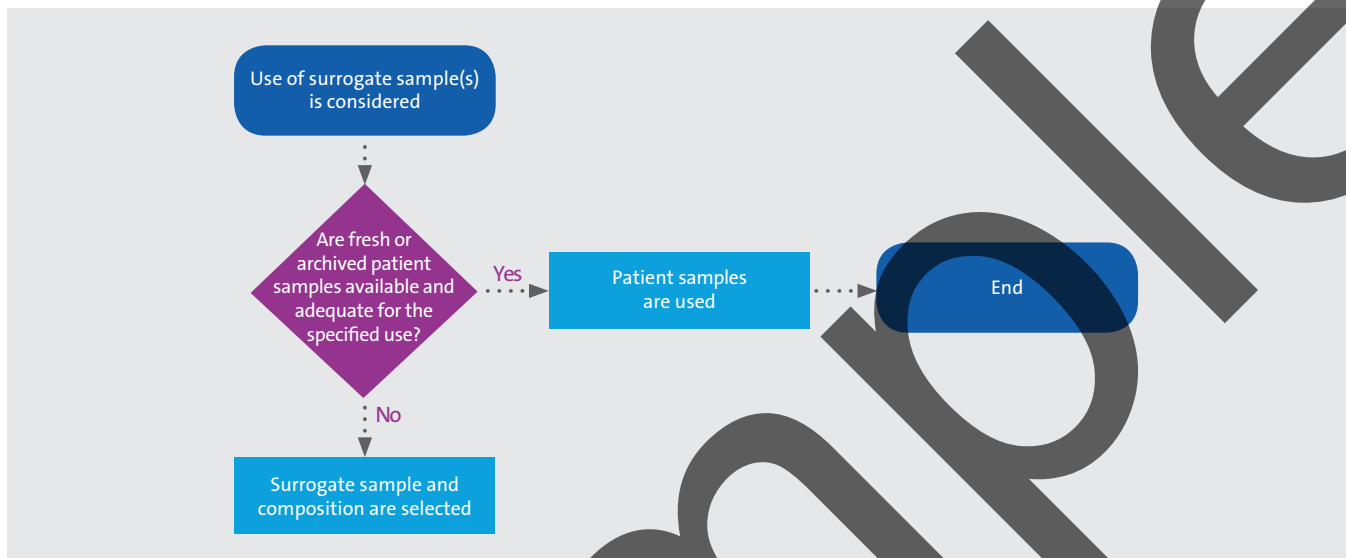 Use of surrogate sample(s)
is considered
Are fresh or
archived patient
samples available and
adequate for the
specified use?
Yes
Patient samples
are used
End
No
Surrogate sample and
composition are selected